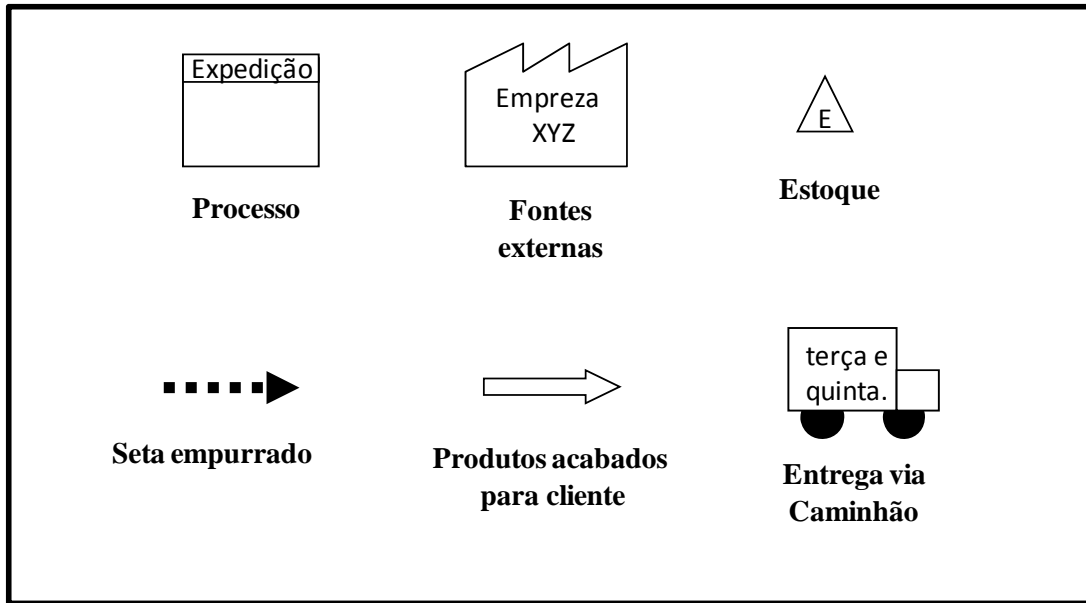 Expedição
Processo
Empreza
XYZ
Fontes
externas
E
Estoque
Seta empurrado
Produtos acabados
para cliente
terça e
quinta.
Entrega via
Caminhão